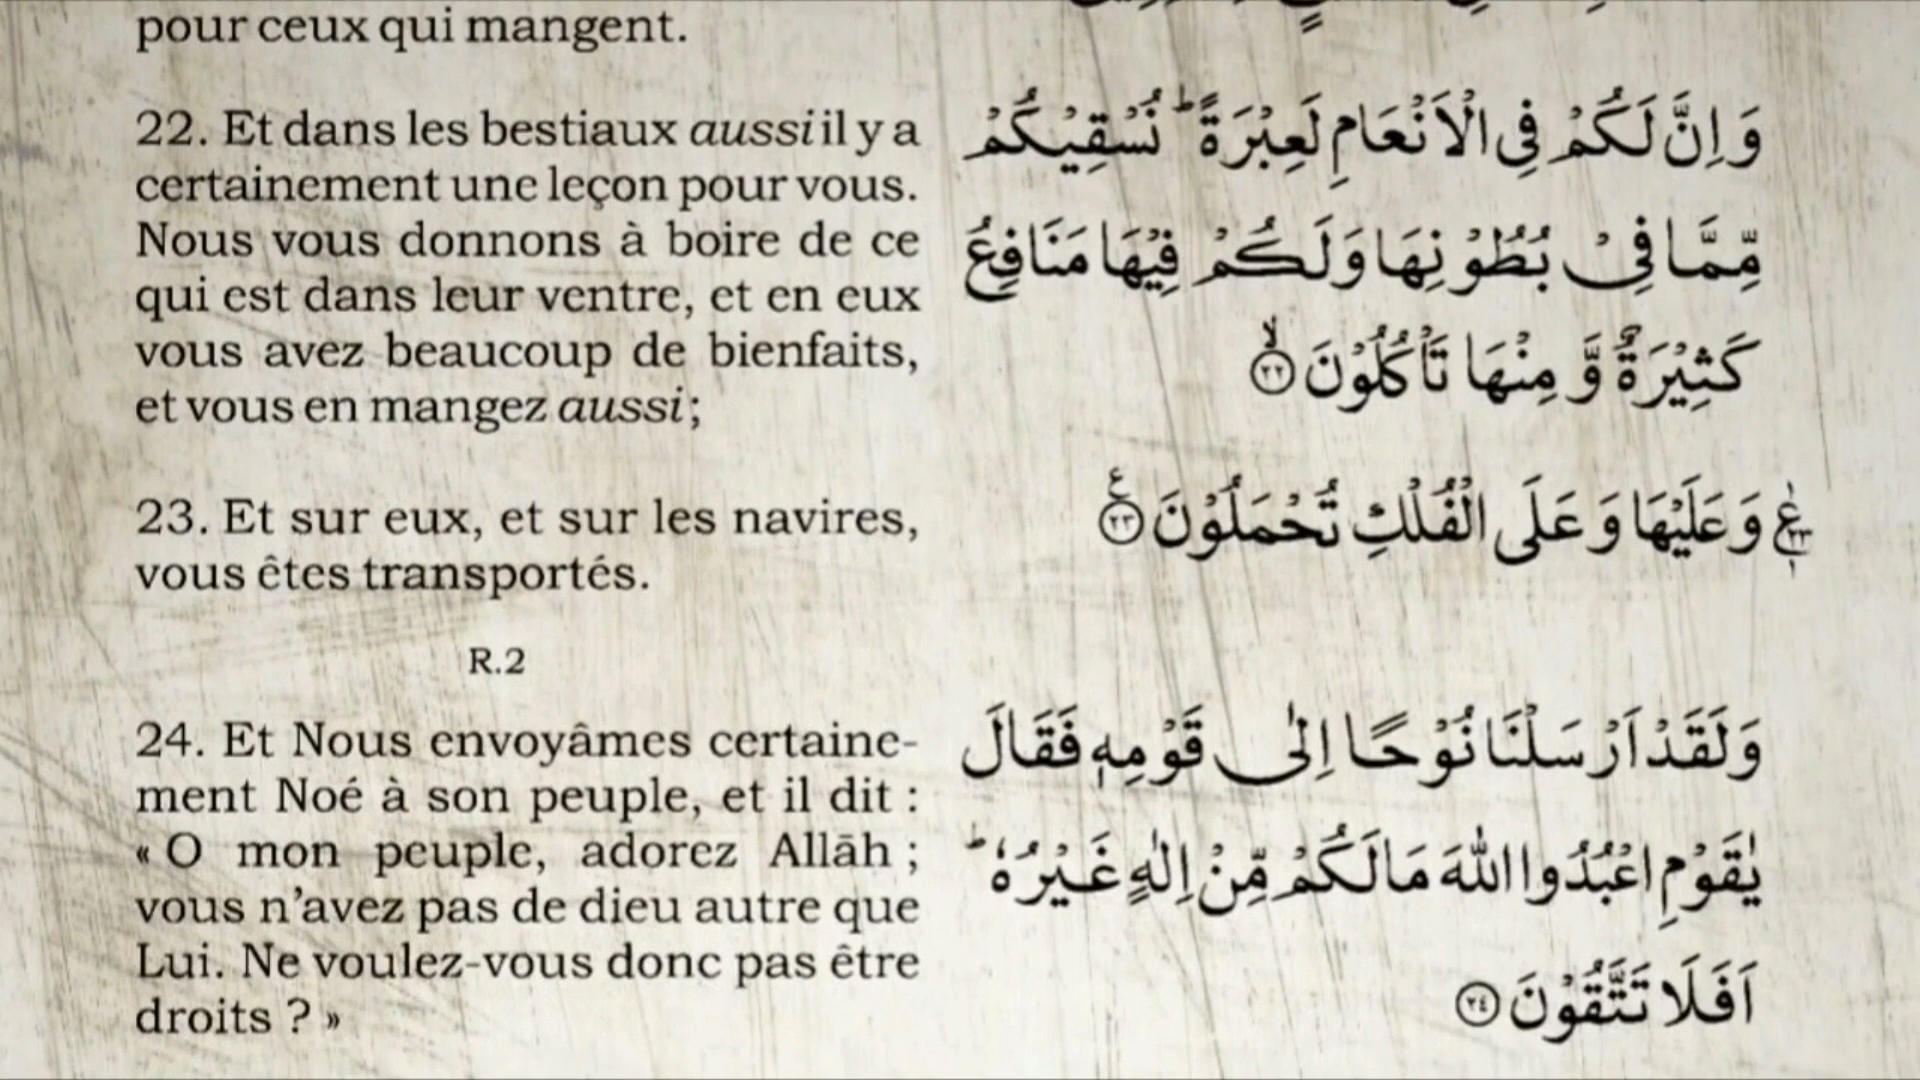 pour ceux qui mangent.
22. Et dans les bestiaux aussi il y a
certainement une leçon pour vous.
Nous vous donnons à boire de ce
qui est dans leur ventre, et en eux
vous avez beaucoup de bienfaits,
et vous en mangez aussi ;
وَ اِنَّ لَكُمْ فِی الْاَنْعَامِ لَعِبْرَةً ؕ نُسْقِیْكُمْ
مِّمَّا فِیْ بُطُوْنِهَا وَ لَكُمْ فِیْهَا مَنَافِعُ
كَثِیْرَةٌ وَّ مِنْهَا تَاْكُلُوْنَ ﴿۲۲﴾ۙ
23. Et sur eux, et sur les navires,
vous êtes transportés.
وَ عَلَیْهَا وَ عَلَی الْفُلْكِ تُحْمَلُوْنَ ﴿۲۳﴾ع
R.2
24. Et Nous envoyâmes certaine-
ment Noé à son peuple, et il dit :
« O mon peuple, adorez Allāh ;
vous n’avez pas de dieu autre que
Lui. Ne voulez-vous donc pas être
droits ? »
وَ لَقَدْ اَرْسَلْنَا نُوْحًا اِلٰی قَوْمِهٖ فَقَالَ
یٰقَوْمِ اعْبُدُوا اللّٰهَ مَا لَكُمْ مِّنْ اِلٰهٍ غَیْرُهٗ ؕ
اَفَلَا تَتَّقُوْنَ ﴿۲٤﴾